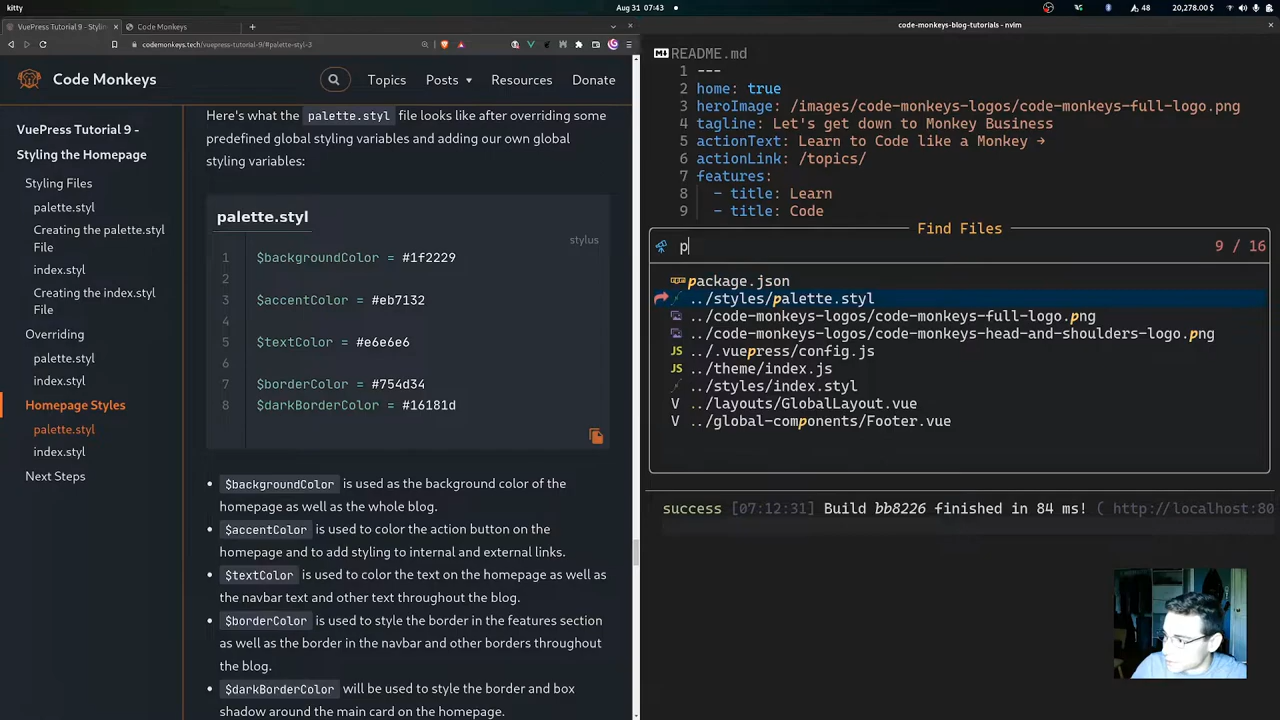 kitty
Aug 31 07:43
48
20,278.00 $
VuePress Tutorial 9 - Stylin
Code Monkeys
codemonkeys.tech/vuepress-tutorial-9/#palette-styl-3
Code Monkeys
Topics
Posts
Resources
Donate
VuePress Tutorial 9 -
Styling the Homepage
Styling Files
palette.styl
Creating the palette.styl
File
index.styl
Creating the index.styl
File
Overriding
palette.styl
index.styl
Homepage Styles
palette.styl
index.styl
Next Steps
Here's what the palette.styl file looks like after overriding some
predefined global styling variables and adding our own global
styling variables:
palette.styl
stylus
1 $backgroundColor = #1f2229
2
3 $accentColor = #eb7132
4
5 $textColor = #e6e6e6
6
7 $borderColor = #754d34
8 $darkBorderColor = #16181d
• $backgroundColor is used as the background color of the
homepage as well as the whole blog.
• $accentColor is used to color the action button on the
homepage and to add styling to internal and external links.
• $textColor is used to color the text on the homepage as well as
the navbar text and other text throughout the blog.
• $borderColor is used to style the border in the features section
as well as the border in the navbar and other borders throughout
the blog.
• $darkBorderColor will be used to style the border and box
shadow around the main card on the homepage.
code-monkeys-blog-tutorials - nvim
README.md
1 ---
2 home: true
3 heroImage: /images/code-monkeys-logos/code-monkeys-full-logo.png
4 tagline: Let's get down to Monkey Business
5 actionText: Learn to Code like a Monkey →
6 actionLink: /topics/
7 features:
8 - title: Learn
9 - title: Code
Find Files
p
9 / 16
package.json
../styles/palette.styl
../code-monkeys-logos/code-monkeys-full-logo.png
../code-monkeys-logos/code-monkeys-head-and-shoulders-logo.png
JS ../.vuepress/config.js
JS ../theme/index.js
../styles/index.styl
V ../layouts/GlobalLayout.vue
V ../global-components/Footer.vue
success [07:12:31] Build bb8226 finished in 84 ms! ( http://localhost:80